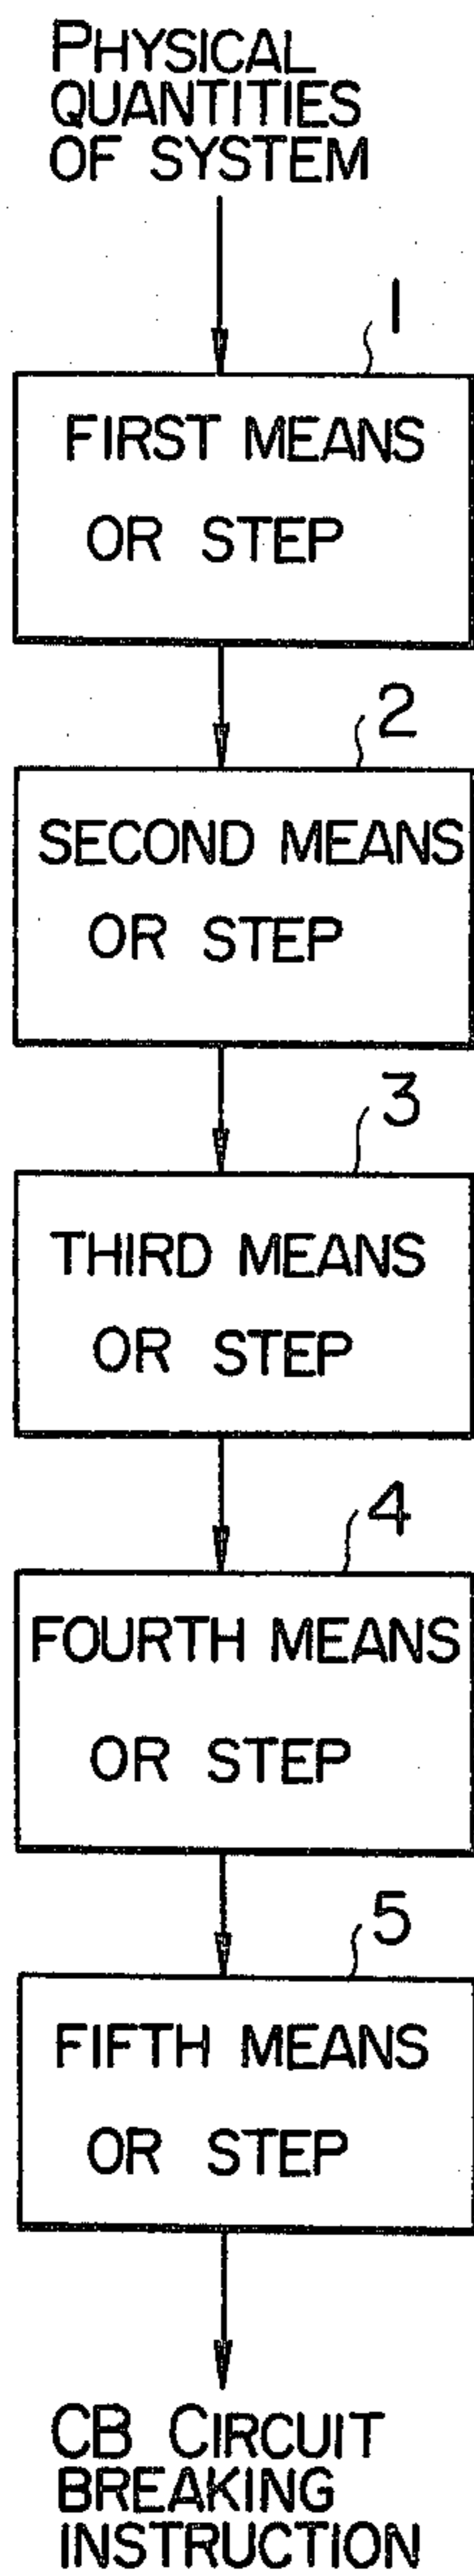 PHYSICAL
QUANTITIES
OF SYSTEM
1
FIRST MEANS
OR STEP
2
SECOND MEANS
OR STEP
3
THIRD MEANS
OR STEP
4
FOURTH MEANS
OR STEP
5
FIFTH MEANS
OR STEP
CB CIRCUIT
BREAKING
INSTRUCTION